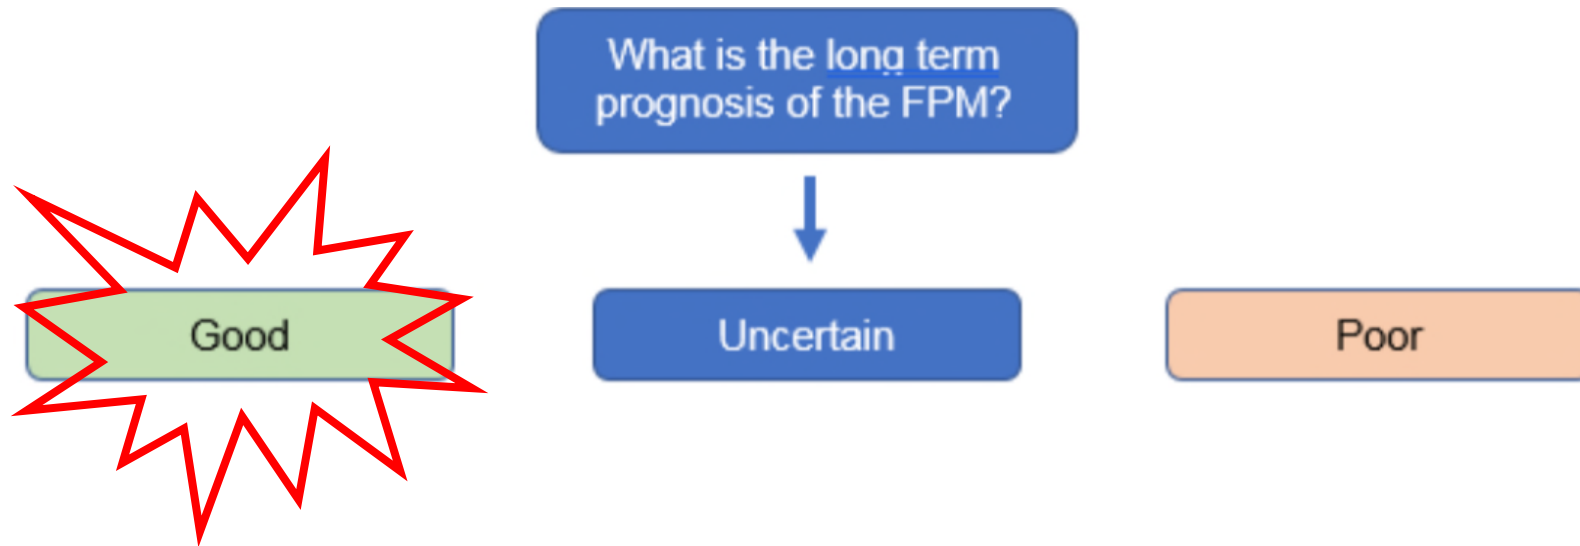 What is the long term
prognosis of the FPM?
Good
Uncertain
Poor